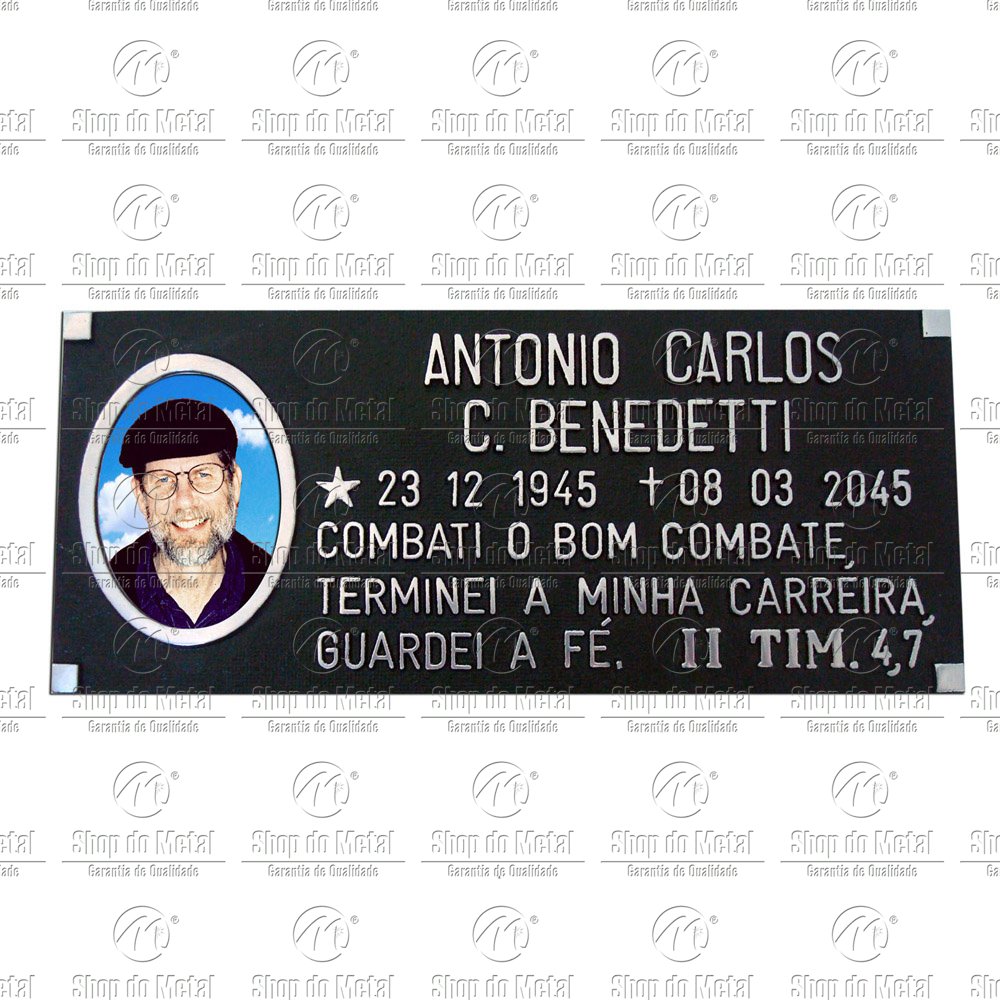 ANTONIO CARLOS
C. BENEDETTI
★ 23 12 1945 ✝ 08 03 2045
COMBATI O BOM COMBATE,
TERMINEI A MINHA CARREIRA,
GUARDEI A FÉ. II TIM. 4,7
Shop do Metal
Garantia de Qualidade